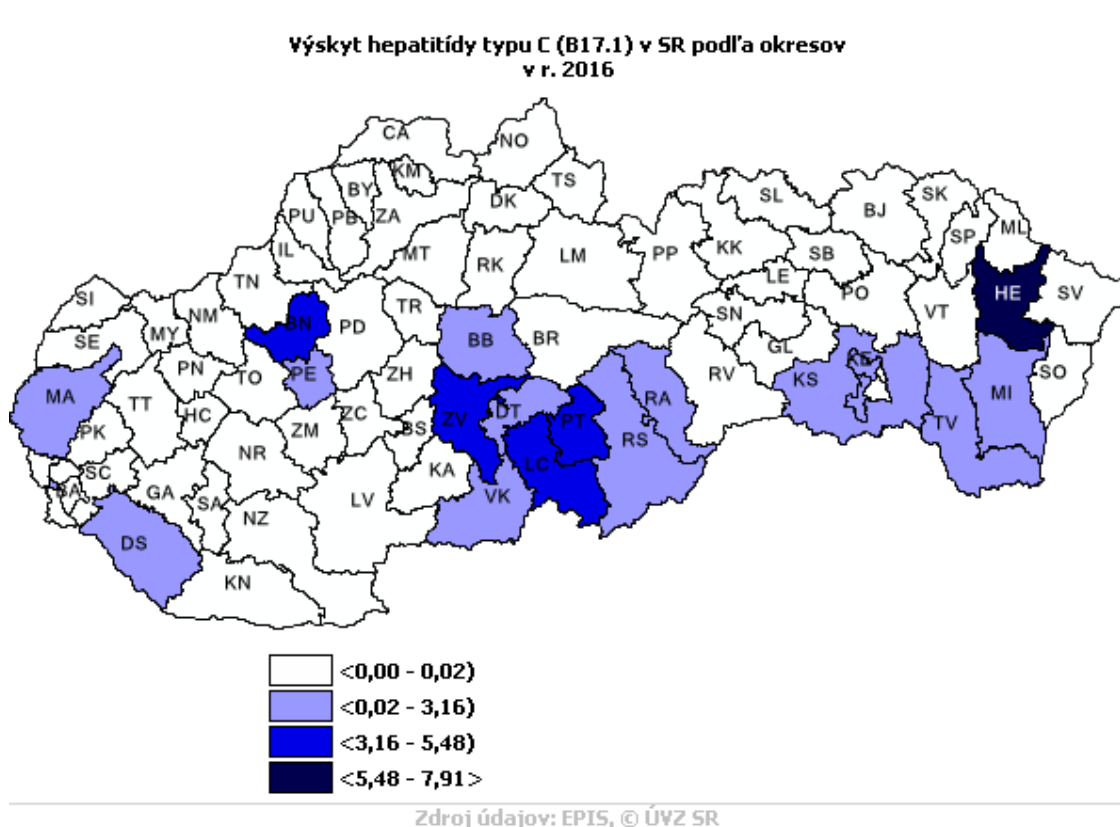 Výskyt hepatitídy typu C (B17.1) v SR podľa okresov
v r. 2016
CA
NO
KM
TS
BY
DK
SL
SK
PU
PB
ZA
BJ
SP
ML
IL
MT
RK
LM
PP
KK
SB
TN
LE
PO
HE
SV
SI
NM
BN
PD
TR
SN
VT
SE
MY
BB
BR
GL
KE
PN
TO
PE
ZH
RV
KS
SO
MA
TT
HC
ZC
ZV
DT
PT
RA
MI
PK
ZM
BS
RS
TV
SC
NR
KA
LC
BA
GA
SA
LV
VK
DS
NZ
KN
<0,00 - 0,02)
<0,02 - 3,16)
<3,16 - 5,48)
<5,48 - 7,91>
Zdroj údajov: EPIS, © ÚVZ SR